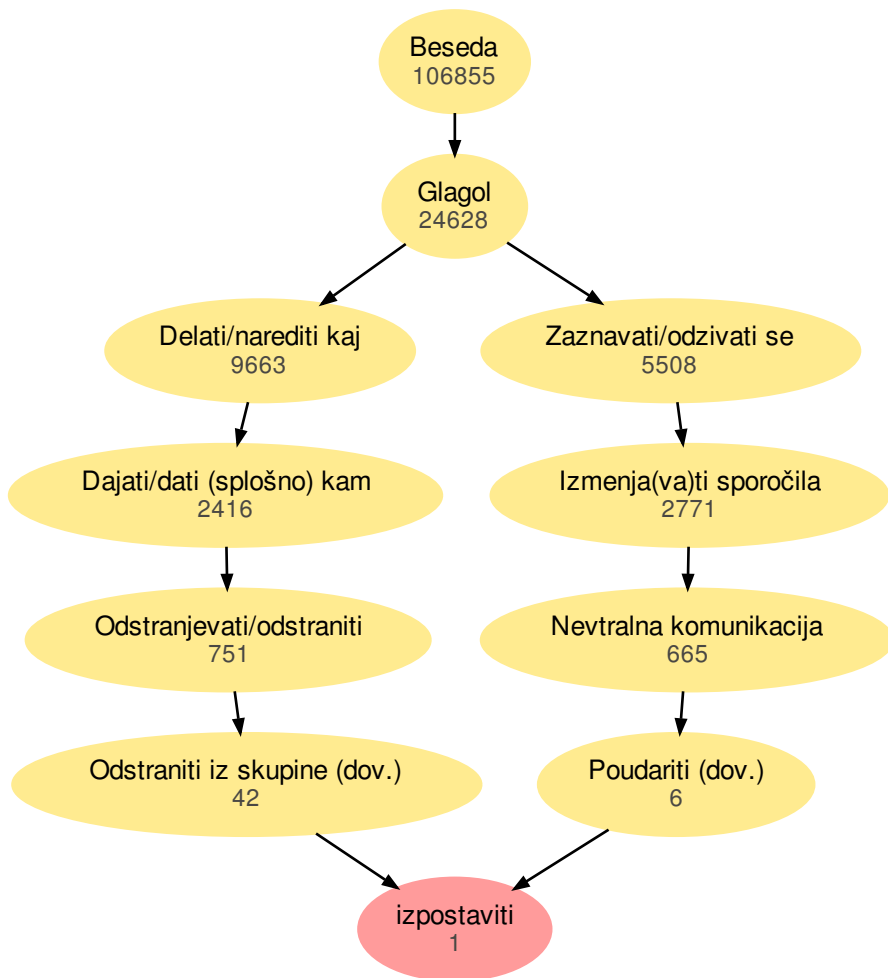 Beseda
106855
Glagol
24628
Delati/narediti kaj
9663
Zaznavati/odzivati se
5508
Dajati/dati (splošno) kam
2416
Izmenja(va)ti sporočila
2771
Odstranjevati/odstraniti
751
Nevtralna komunikacija
665
Odstraniti iz skupine (dov.)
42
Poudariti (dov.)
6
izpostaviti
1